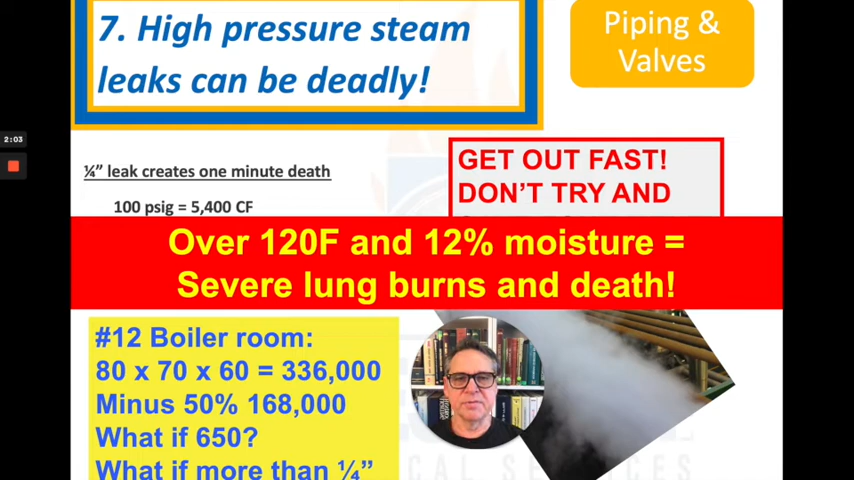 7. High pressure steam
leaks can be deadly!
Piping &
Valves
2:03
¼” leak creates one minute death
100 psig = 5,400 CF
GET OUT FAST!
DON’T TRY AND
Over 120F and 12% moisture =
Severe lung burns and death!
#12 Boiler room:
80 x 70 x 60 = 336,000
Minus 50% 168,000
What if 650?
What if more than ¼”